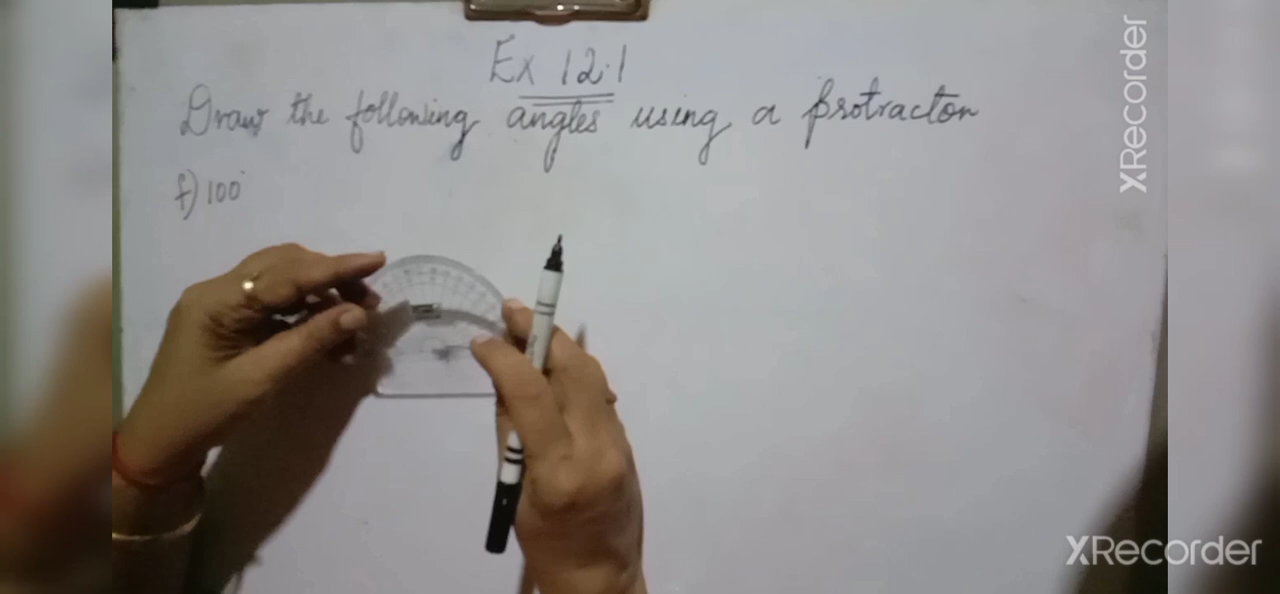 Ex 12.1
Draw the following angles using a protractor
f) 100°
XRecorder
XRecorder